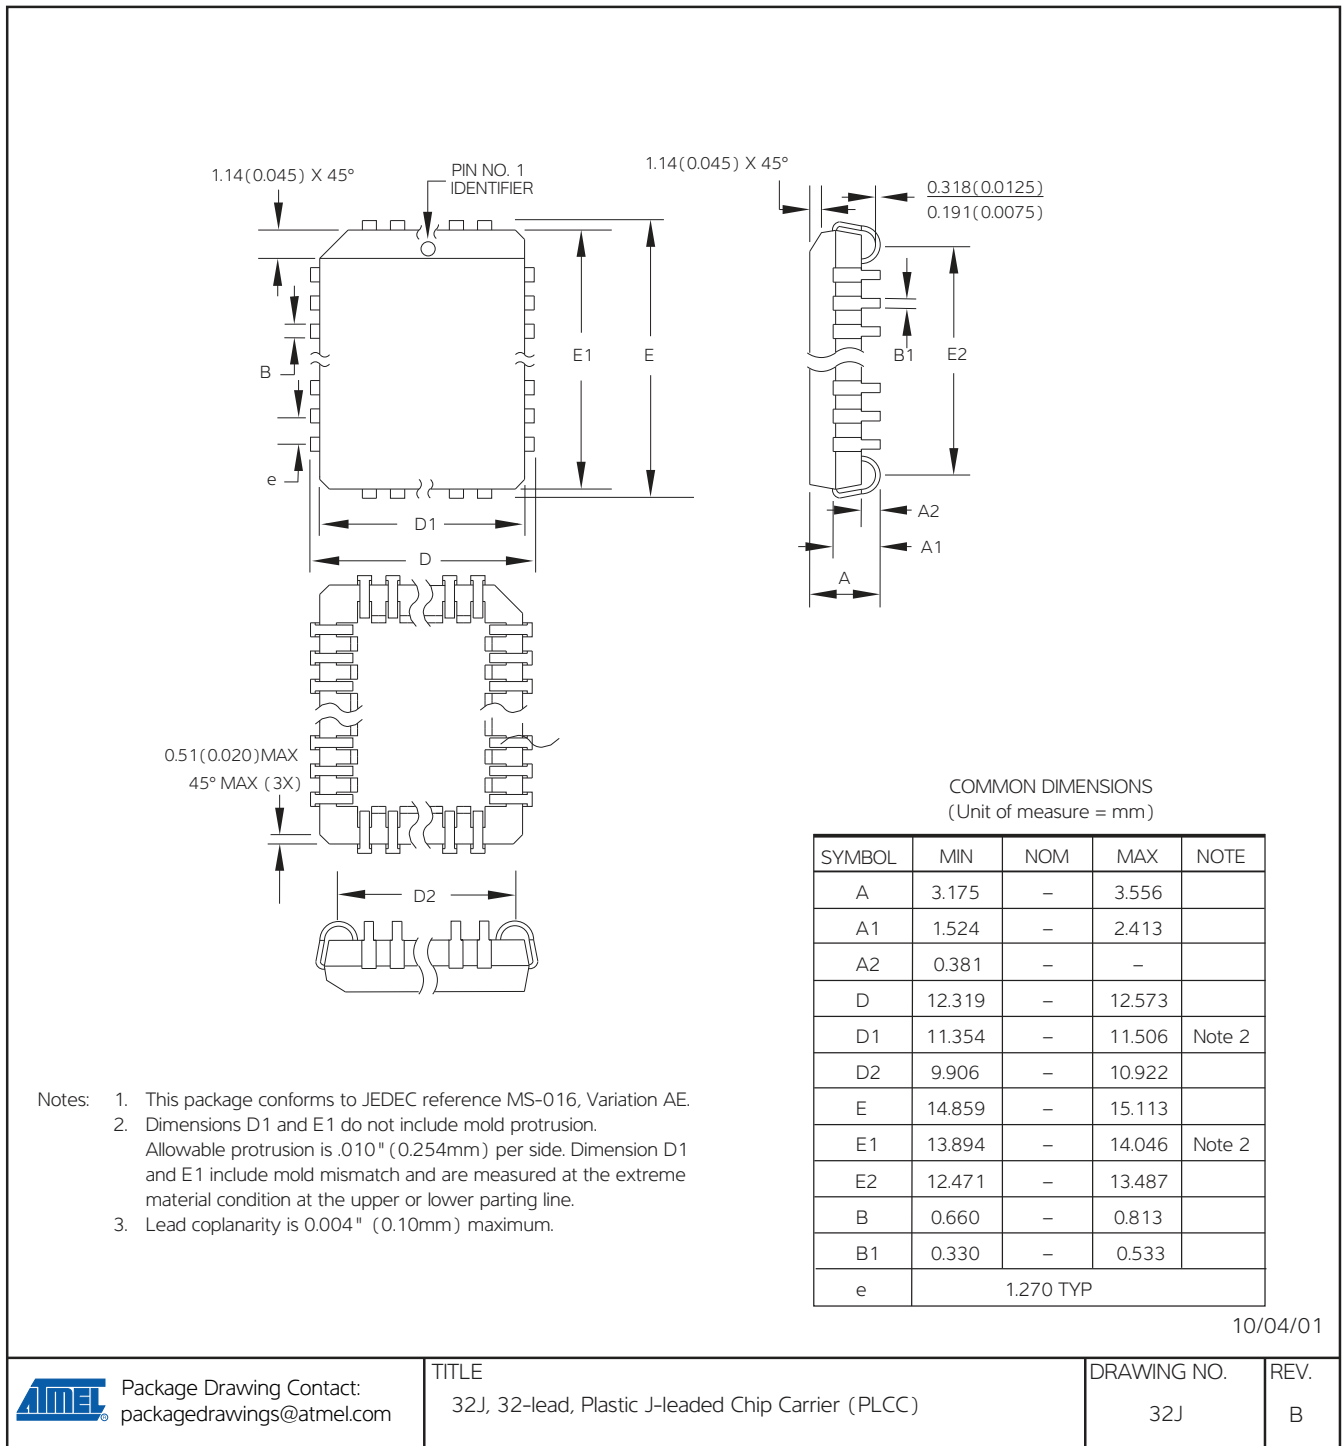 1.14(0.045) X 45°
PIN NO. 1
IDENTIFIER
1.14(0.045) X 45°
0.318(0.0125)
0.191(0.0075)
B
e
E1
E
B1
E2
D1
D
A2
A1
A
0.51(0.020)MAX
45° MAX (3X)
D2
COMMON DIMENSIONS
(Unit of measure = mm)
SYMBOL MIN NOM MAX NOTE
A 3.175 – 3.556
A1 1.524 – 2.413
A2 0.381 – –
D 12.319 – 12.573
D1 11.354 – 11.506 Note 2
D2 9.906 – 10.922
E 14.859 – 15.113
E1 13.894 – 14.046 Note 2
E2 12.471 – 13.487
B 0.660 – 0.813
B1 0.330 – 0.533
e 1.270 TYP
Notes: 1. This package conforms to JEDEC reference MS-016, Variation AE.
2. Dimensions D1 and E1 do not include mold protrusion.
Allowable protrusion is .010"(0.254mm) per side. Dimension D1
and E1 include mold mismatch and are measured at the extreme
material condition at the upper or lower parting line.
3. Lead coplanarity is 0.004" (0.10mm) maximum.
10/04/01
ATMEL ®
Package Drawing Contact:
packagedrawings@atmel.com
TITLE
32J, 32-lead, Plastic J-leaded Chip Carrier (PLCC)
DRAWING NO.
32J
REV.
B